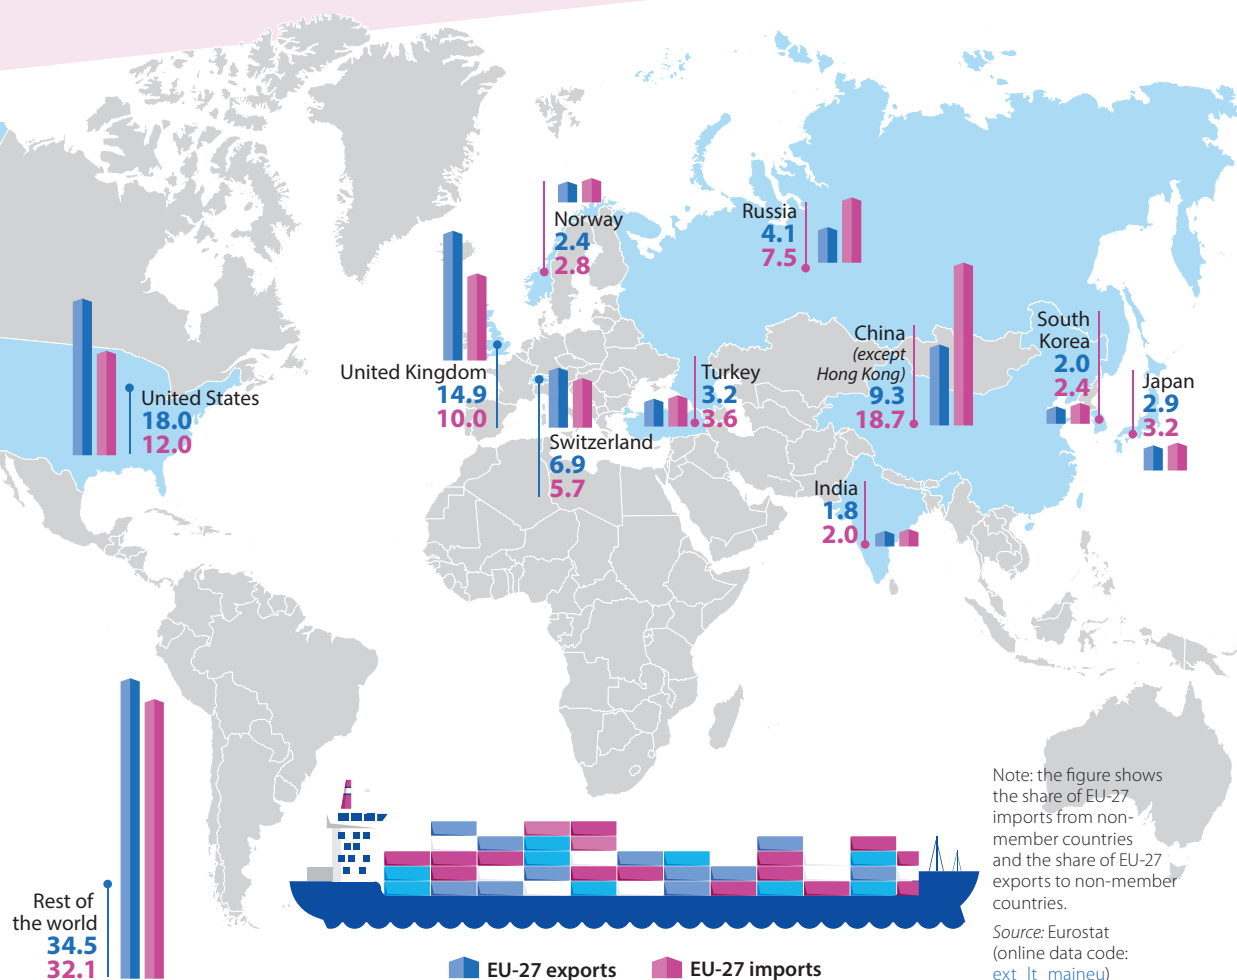 Norway
2.4
2.8
Russia
4.1
7.5
United States
18.0
12.0
United Kingdom
14.9
10.0
Switzerland
6.9
5.7
Turkey
3.2
3.6
China
(except
Hong Kong)
9.3
18.7
South
Korea
2.0
2.4
Japan
2.9
3.2
India
1.8
2.0
Rest of
the world
34.5
32.1
EU-27 exports
EU-27 imports
Note: the figure shows
the share of EU-27
imports from non-
member countries
and the share of EU-27
exports to non-member
countries.
Source: Eurostat
(online data code:
ext_lt_maineu)